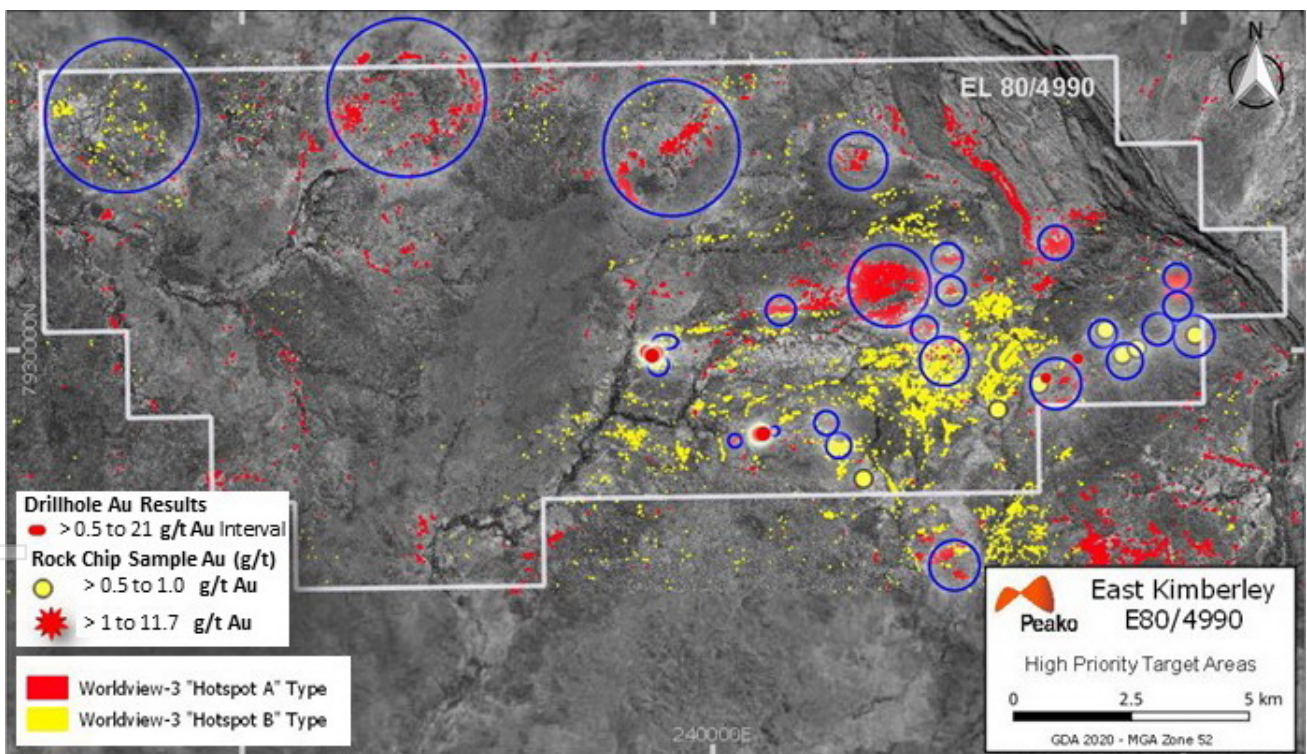 N
EL 80/4990
7930000N
Drillhole Au Results
> 0.5 to 21 g/t Au Interval
Rock Chip Sample Au (g/t)
> 0.5 to 1.0 g/t Au
> 1 to 11.7 g/t Au
Worldview-3 "Hotspot A" Type
Worldview-3 "Hotspot B" Type
240000E
Peako
East Kimberley
E80/4990
High Priority Target Areas
0 2.5 5 km
GDA 2020 - MGA Zone 52